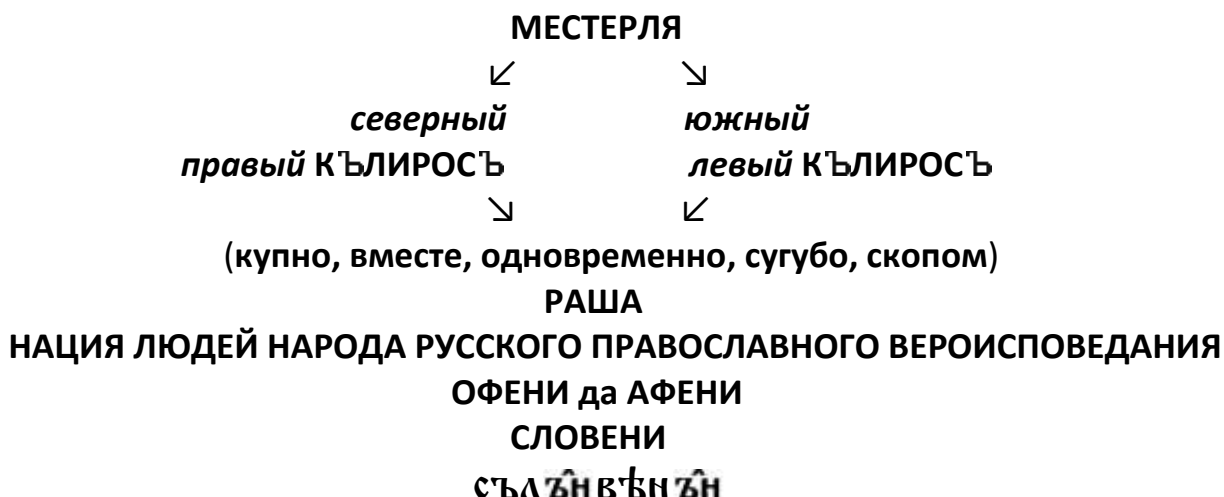 МЕСТЕРЛЯ
↙ ↘
северный южный
правый КЪЛИРОСЪ левый КЪЛИРОСЪ
↘ ↙
(купно, вместе, одновременно, сугубо, скопом)
РАША
НАЦИЯ ЛЮДЕЙ НАРОДА РУССКОГО ПРАВОСЛАВНОГО ВЕРОИСПОВЕДАНИЯ
ОФЕНИ да АФЕНИ
СЛОВЕНИ